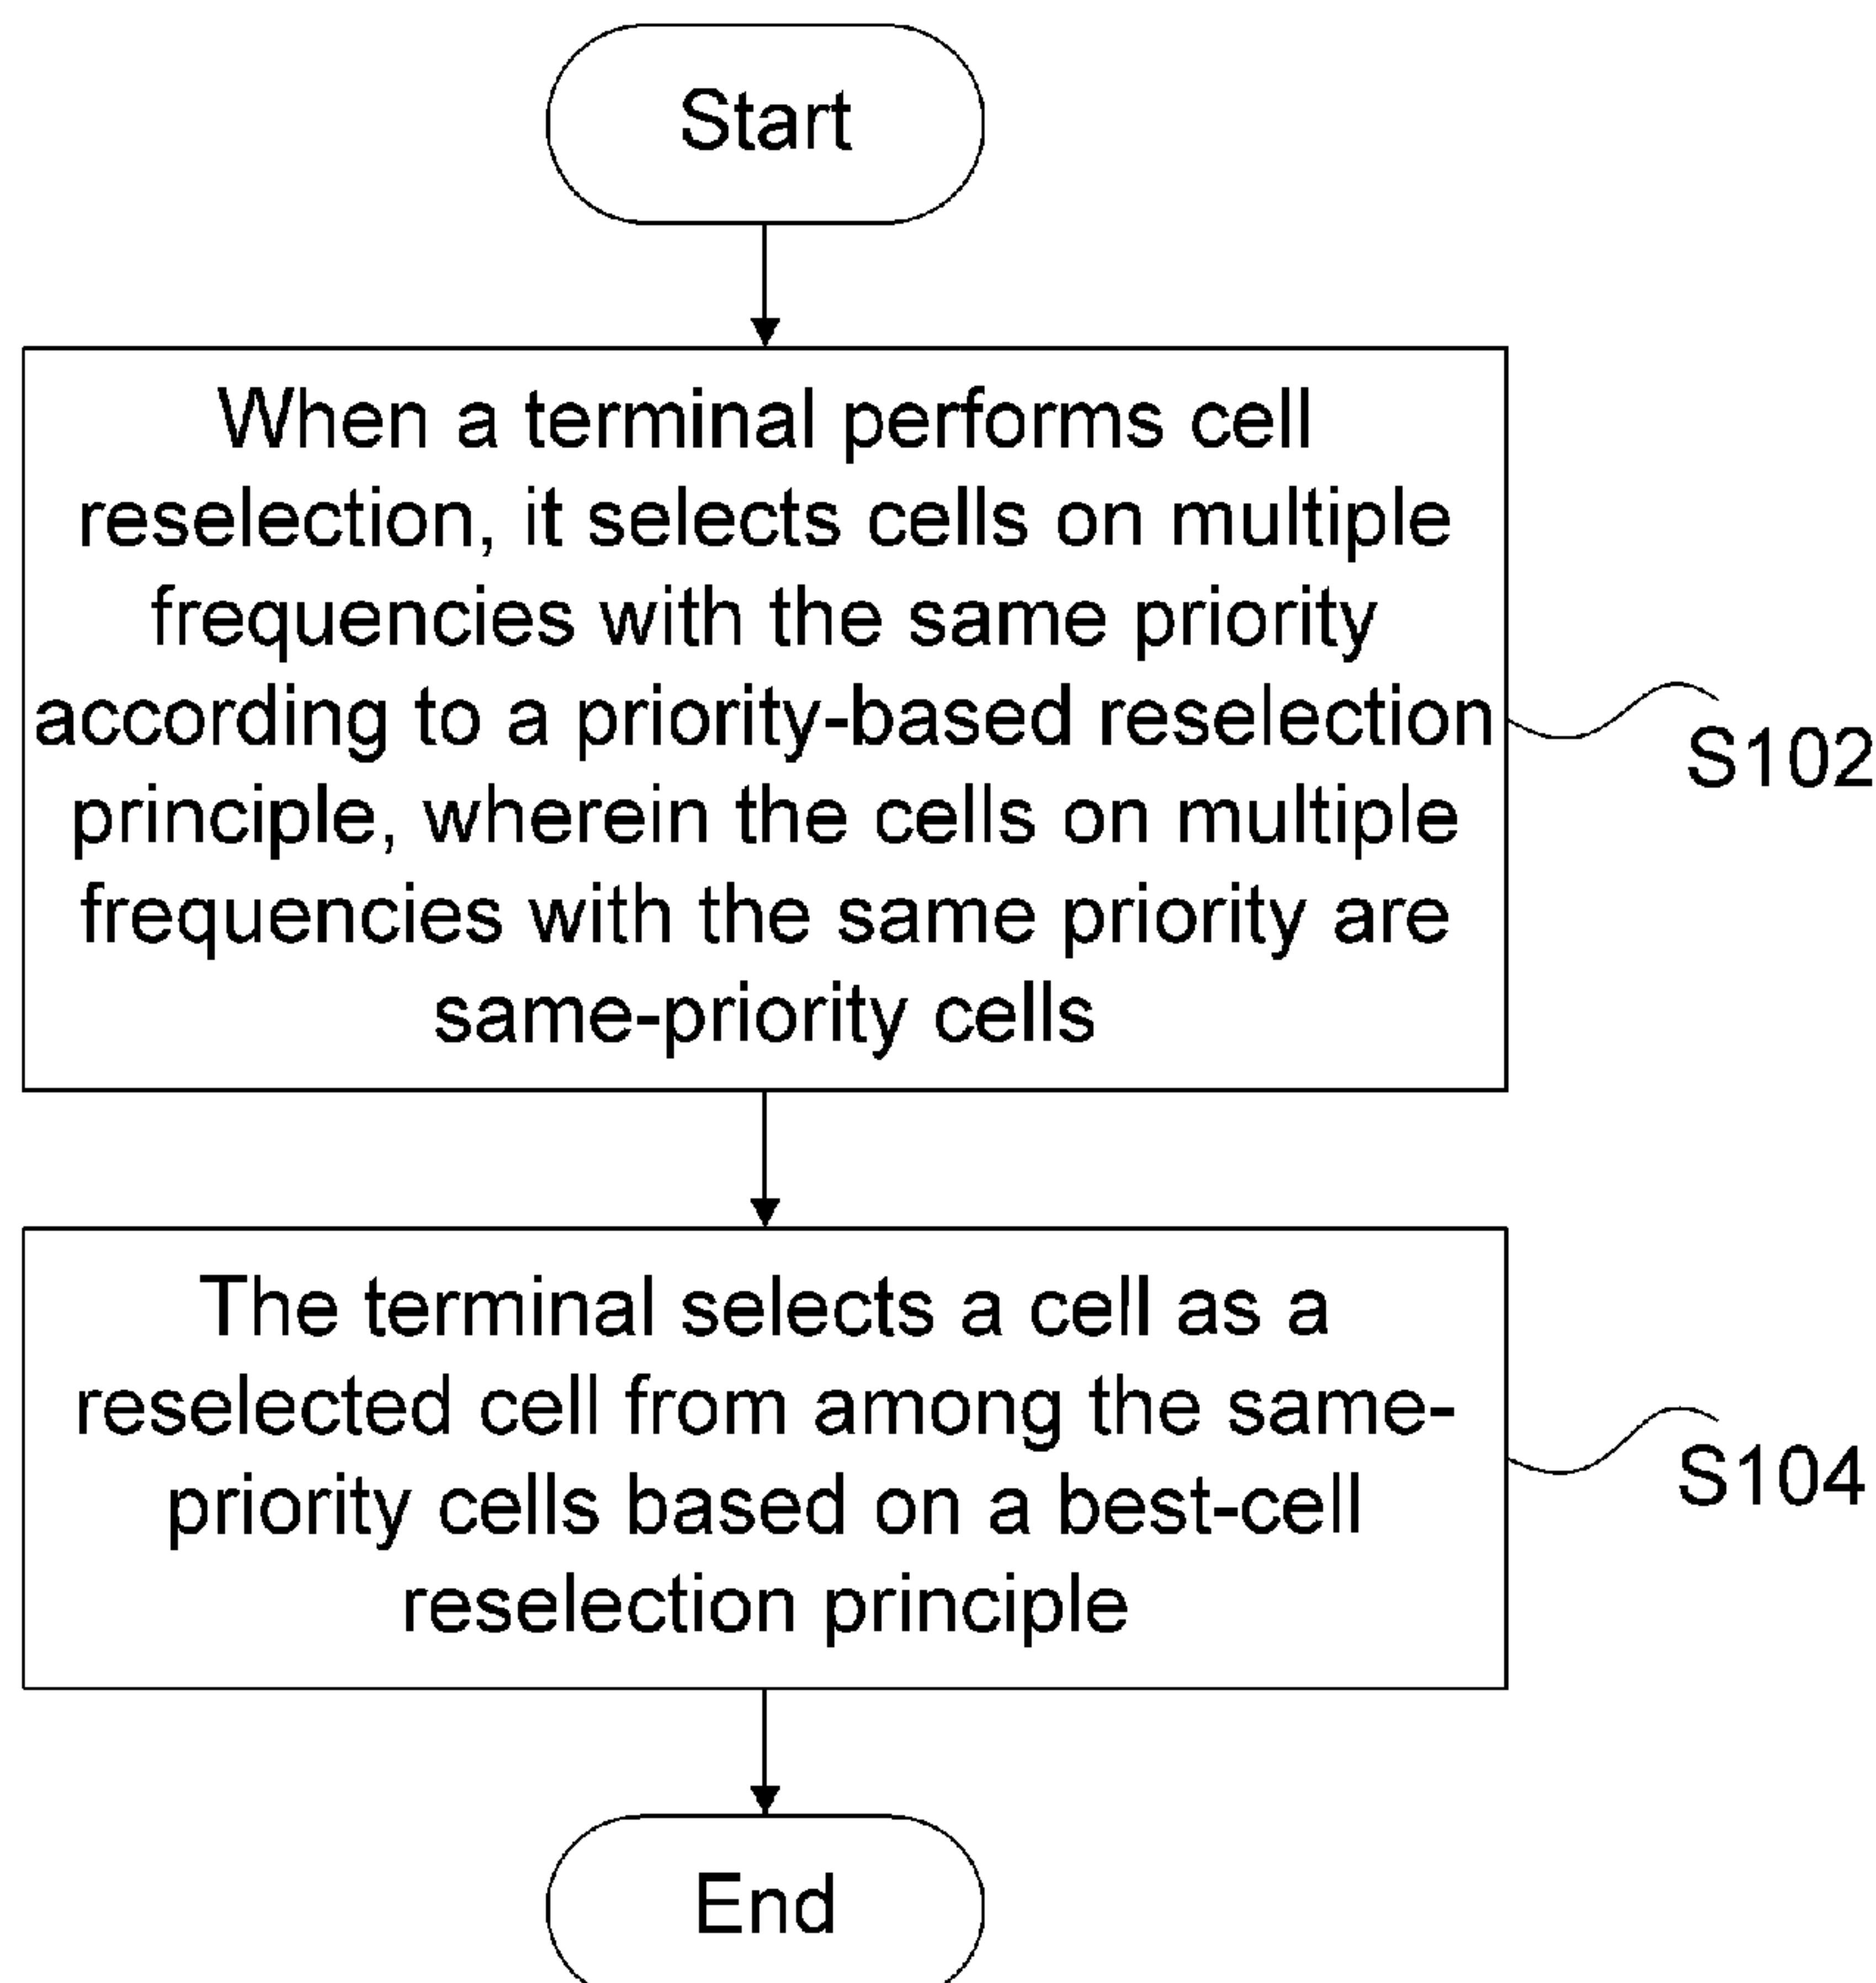 Start
When a terminal performs cell
reselection, it selects cells on multiple
frequencies with the same priority
according to a priority-based reselection
principle, wherein the cells on multiple
frequencies with the same priority are
same-priority cells
S102
The terminal selects a cell as a
reselected cell from among the same-
priority cells based on a best-cell
reselection principle
S104
End